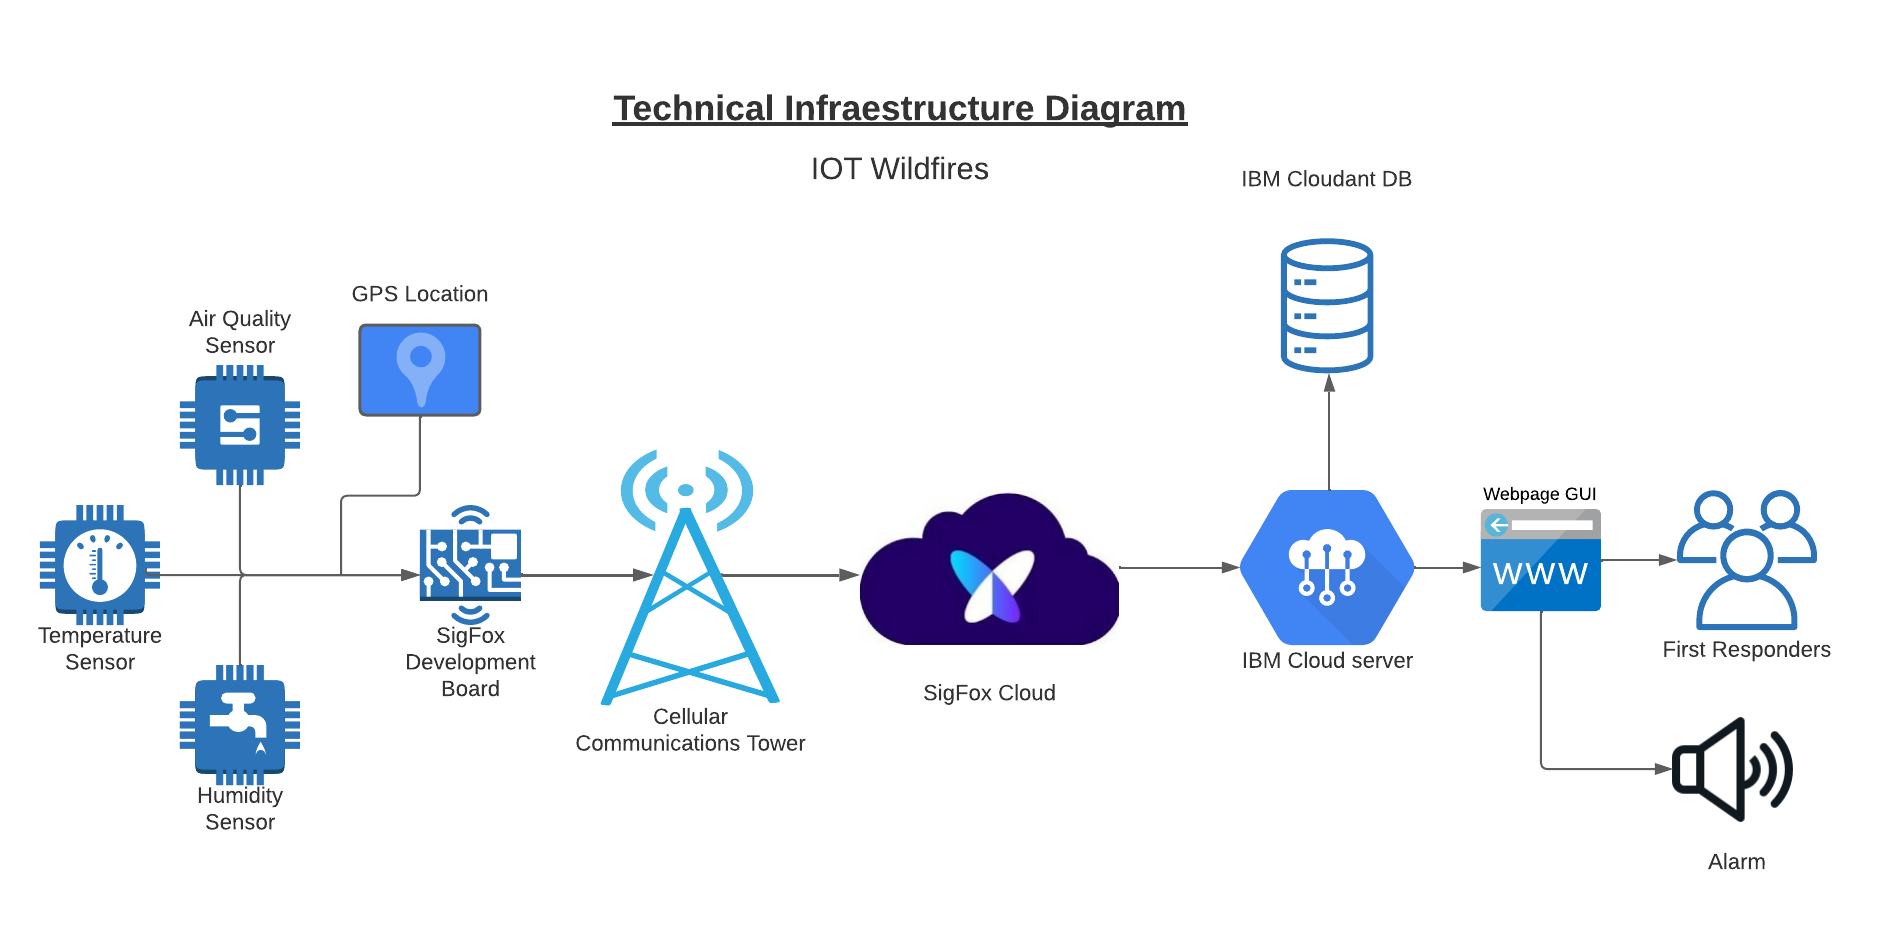 Technical Infraestructure Diagram
IOT Wildfires
IBM Cloudant DB
GPS Location
Air Quality
Sensor
Temperature
Sensor
Humidity
Sensor
SigFox
Development
Board
Cellular
Communications Tower
SigFox Cloud
IBM Cloud server
Webpage GUI
WWW
First Responders
Alarm